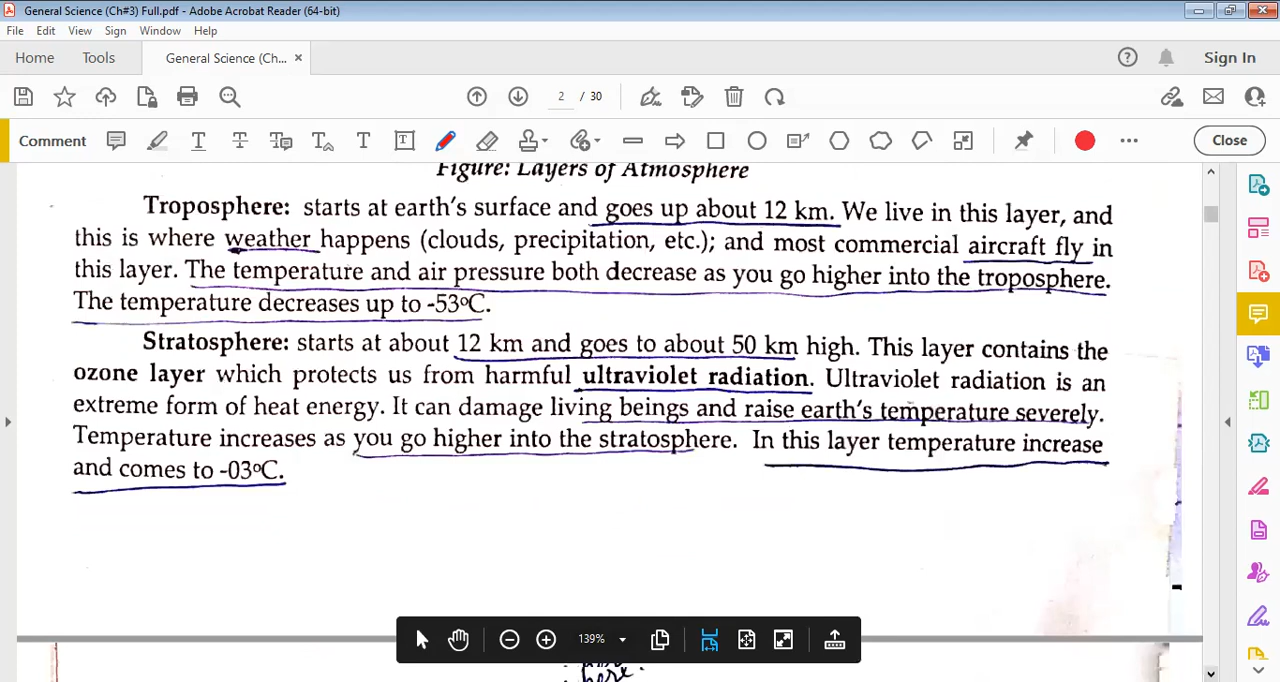 General Science (Ch#3) Full.pdf - Adobe Acrobat Reader (64-bit)
File Edit View Sign Window Help
Home Tools General Science (Ch... × Sign In
2 / 30
Comment Close
Figure: Layers of Atmosphere
Troposphere: starts at earth's surface and goes up about 12 km. We live in this layer, and
this is where weather happens (clouds, precipitation, etc.); and most commercial aircraft fly in
this layer. The temperature and air pressure both decrease as you go higher into the troposphere.
The temperature decreases up to -53°C.
Stratosphere: starts at about 12 km and goes to about 50 km high. This layer contains the
ozone layer which protects us from harmful ultraviolet radiation. Ultraviolet radiation is an
extreme form of heat energy. It can damage living beings and raise earth's temperature severely.
Temperature increases as you go higher into the stratosphere. In this layer temperature increase
and comes to -03°C.
139%